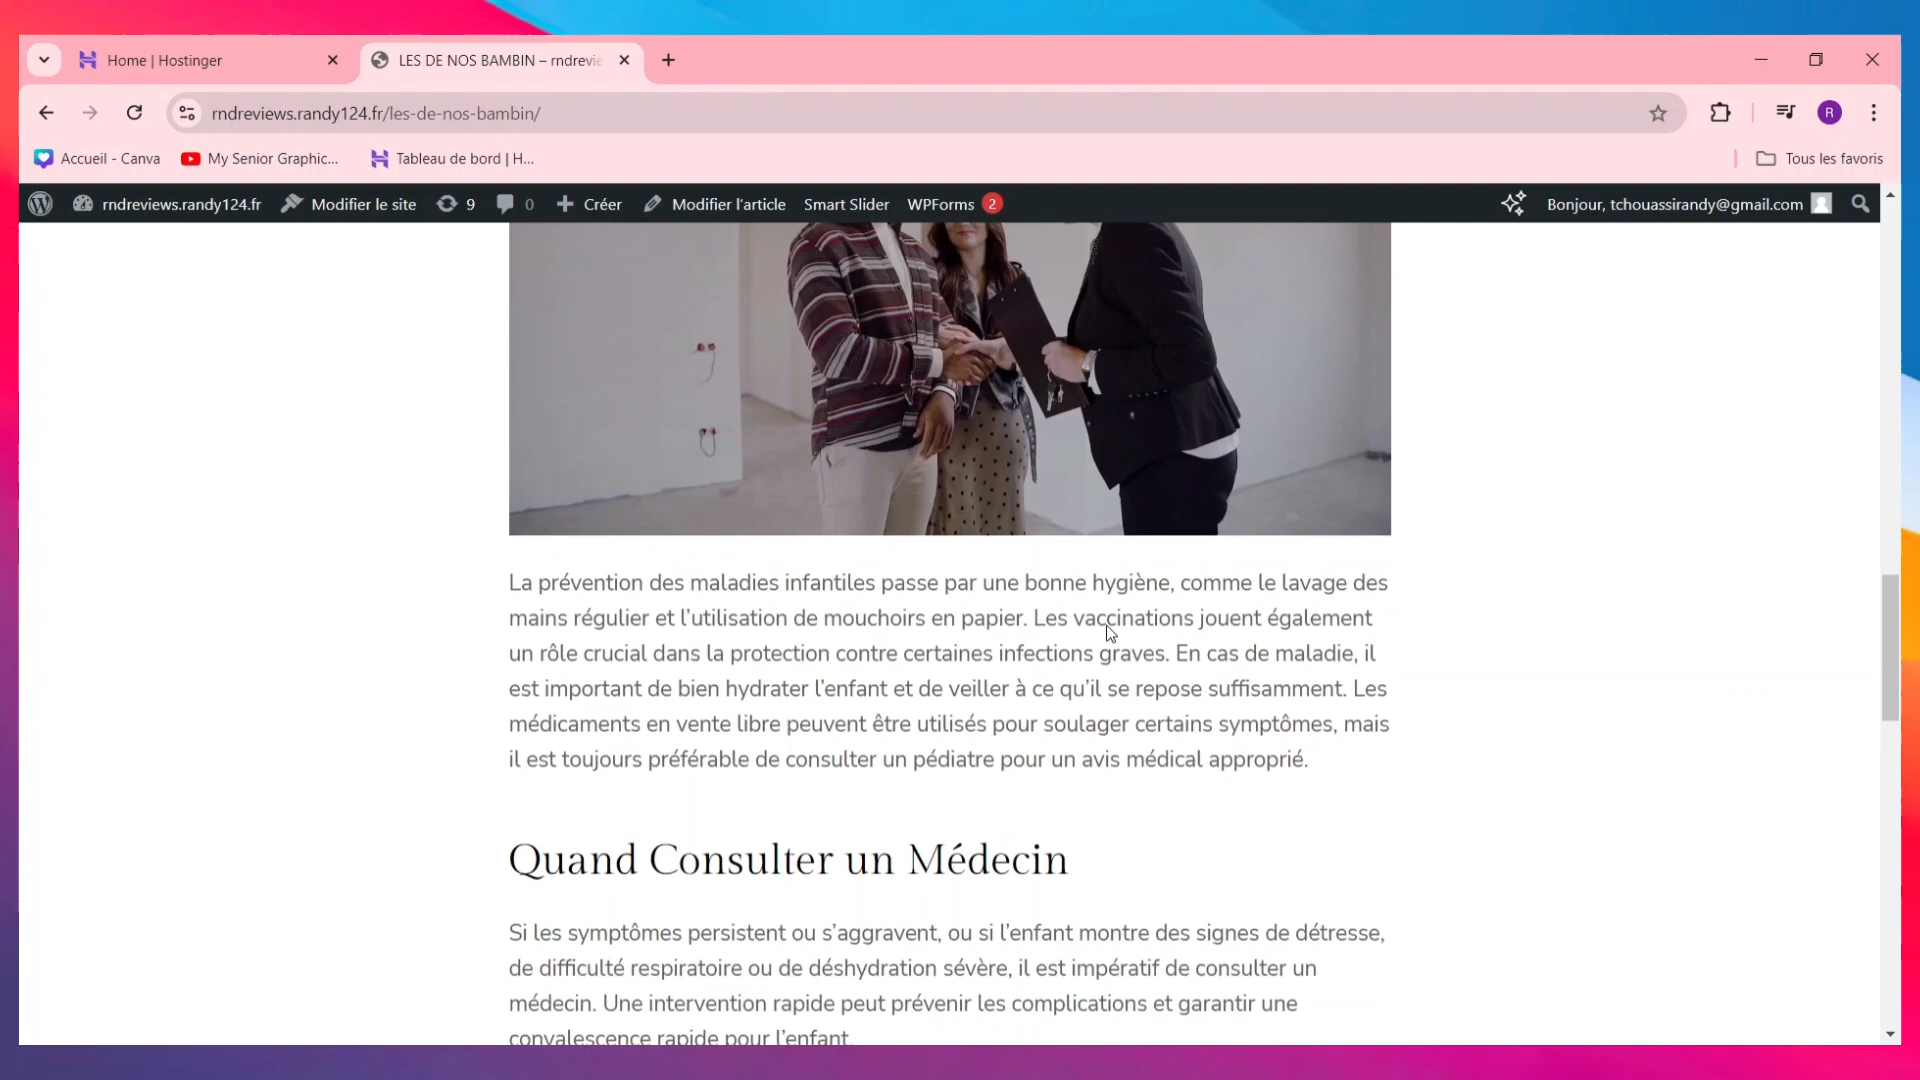 Home | Hostinger
LES DE NOS BAMBIN – rndrevie
rndreviews.randy124.fr/les-de-nos-bambin/
R
Accueil - Canva
My Senior Graphic...
Tableau de bord | H...
Tous les favoris
rndreviews.randy124.fr
Modifier le site
9
0
Créer
Modifier l'article
Smart Slider
WPForms 2
Bonjour, tchouassirandy@gmail.com
La prévention des maladies infantiles passe par une bonne hygiène, comme le lavage des
mains régulier et l’utilisation de mouchoirs en papier. Les vaccinations jouent également
un rôle crucial dans la protection contre certaines infections graves. En cas de maladie, il
est important de bien hydrater l’enfant et de veiller à ce qu’il se repose suffisamment. Les
médicaments en vente libre peuvent être utilisés pour soulager certains symptômes, mais
il est toujours préférable de consulter un pédiatre pour un avis médical approprié.
Quand Consulter un Médecin
Si les symptômes persistent ou s’aggravent, ou si l’enfant montre des signes de détresse,
de difficulté respiratoire ou de déshydration sévère, il est impératif de consulter un
médecin. Une intervention rapide peut prévenir les complications et garantir une
convalescence rapide pour l’enfant.